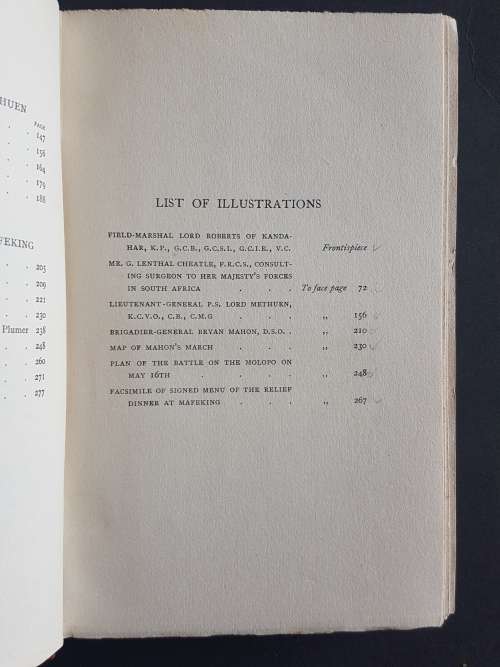 HUEN
PAGE
. . 147
. . 156
. . 164
. . 179
. . 188
FEKING
. . 205
. . 209
. . 221
. . 230
Plumer 238
. . 248
. . 260
. . 271
. . 277
LIST OF ILLUSTRATIONS
FIELD-MARSHAL LORD ROBERTS OF KANDA-
HAR, K.P., G.C.B., G.C.S.I., G.C.I.E., V.C. Frontispiece
MR. G. LENTHAL CHEATLE, F.R.C.S., CONSULT-
ING SURGEON TO HER MAJESTY'S FORCES
IN SOUTH AFRICA . . . To face page 72
LIEUTENANT-GENERAL P.S. LORD METHURN,
K.C.V.O., C.B., C.M.G . . . ,, 156
BRIGADIER-GENERAL BRYAN MAHON, D.S.O. . ,, 210
MAP OF MAHON'S MARCH . . . ,, 230
PLAN OF THE BATTLE ON THE MOLOPO ON
MAY 16TH . . . . ,, 248
FACSIMILE OF SIGNED MENU OF THE RELIEF
DINNER AT MAFEKING . . . ,, 267